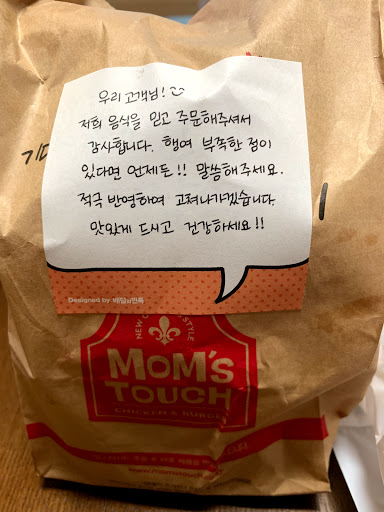 우리 고객님! ☺
저희 음식을 믿고 주문해주셔서
감사합니다. 행여 부족한 점이
있다면 언제든!! 말씀해주세요.
적극 반영하여 고쳐나가겠습니다
맛있게 드시고 건강하세요!!
Designed by 배달의민족
NEW STYLE
MOM'S
TOUCH
CHICKEN & BURGER